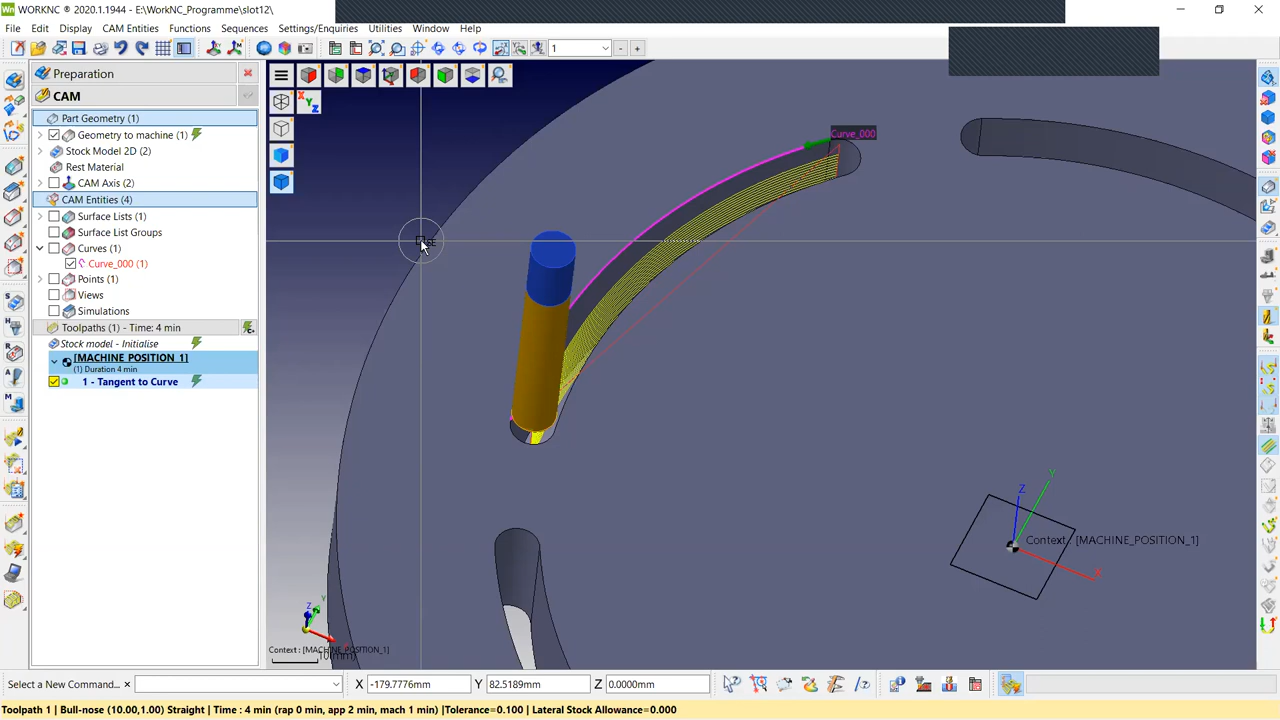 WORKNC ® 2020.1.1944 - E:\WorkNC_Programme\slot12\
File Edit Display CAM Entities Functions Sequences Settings/Enquiries Utilities Window Help
1
Preparation
CAM
Part Geometry (1)
Geometry to machine (1)
Stock Model 2D (2)
Rest Material
CAM Axis (2)
CAM Entities (4)
Surface Lists (1)
Surface List Groups
Curves (1)
Curve_000 (1)
Points (1)
Views
Simulations
Toolpaths (1) - Time: 4 min
Stock model - Initialise
[MACHINE POSITION 1]
(1) Duration 4 min
1 - Tangent to Curve
X Y Z
Curve_000
Z
Y
X
Context : [MACHINE_POSITION_1]
Z Y
Context : [MACHINE_POSITION_1]
10(mm)
Select a New Command... X -179.7776mm Y 82.5189mm Z 0.0000mm
Toolpath 1 | Bull-nose (10.00,1.00) Straight | Time : 4 min (rap 0 min, app 2 min, mach 1 min) |Tolerance=0.100 | Lateral Stock Allowance=0.000